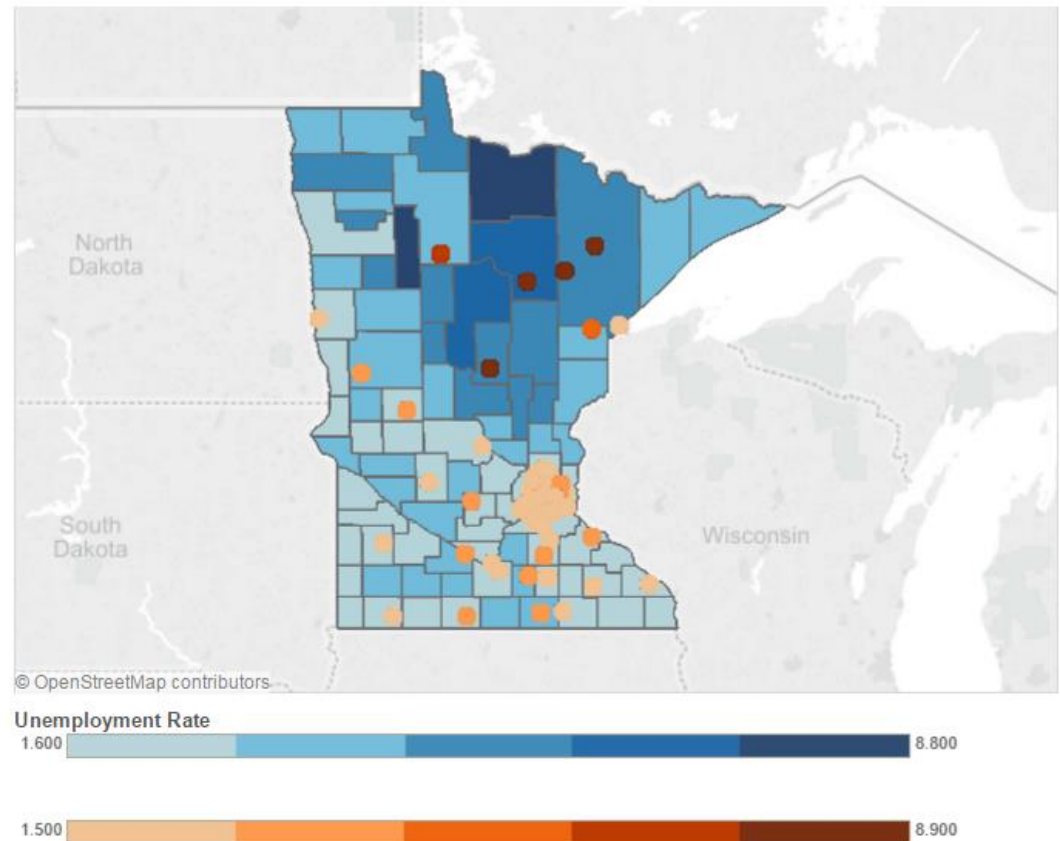 North
Dakota
South
Dakota
Wisconsin
© OpenStreetMap contributors
Unemployment Rate
1.600 8.800
1.500 8.900